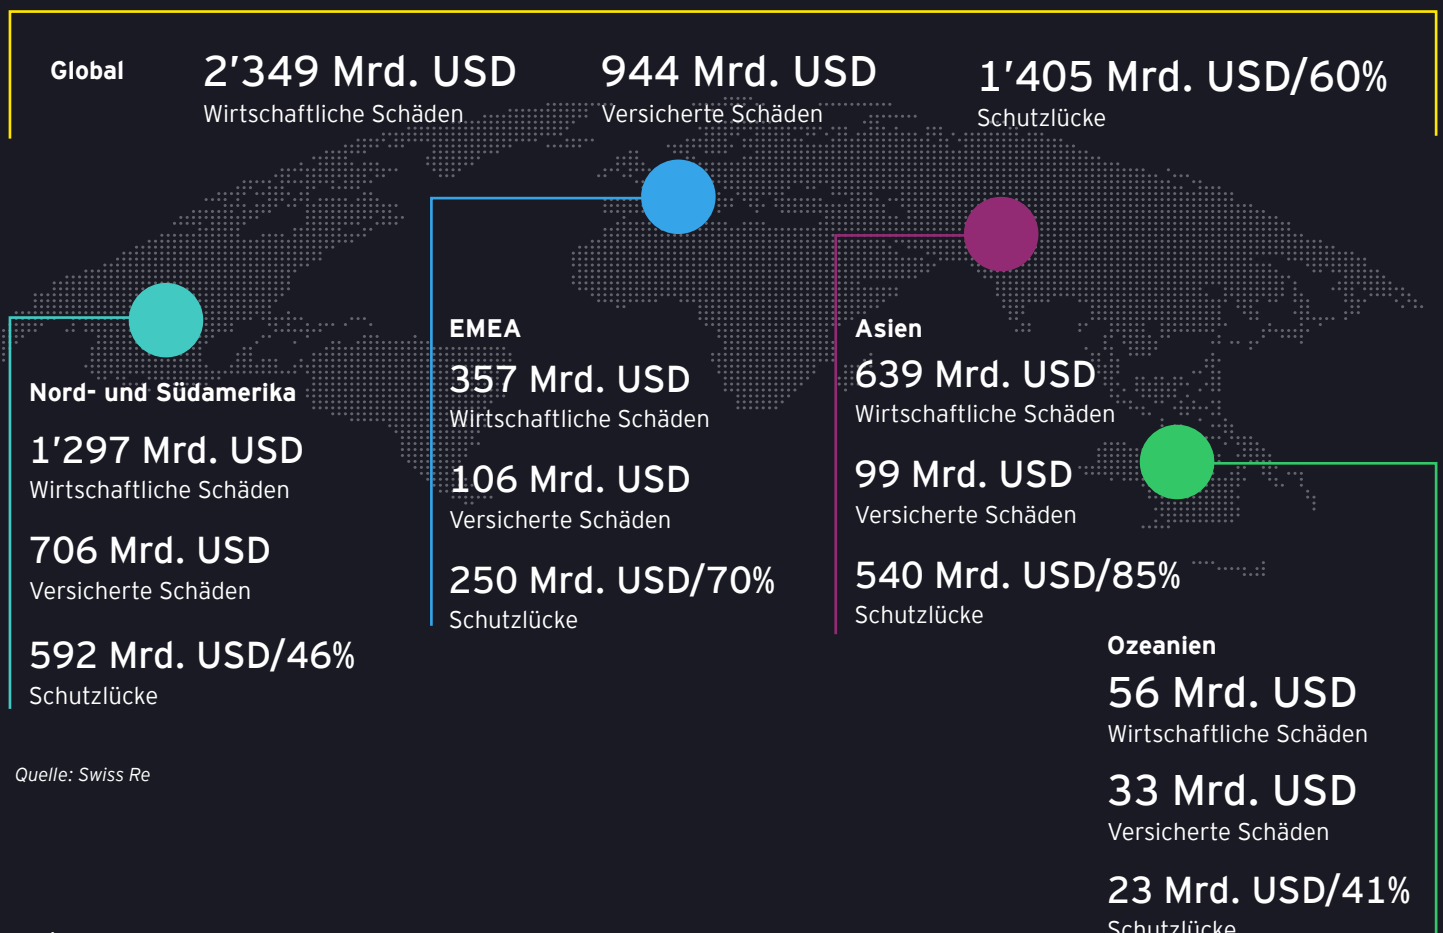 Global
2’349 Mrd. USD
Wirtschaftliche Schäden
944 Mrd. USD
Versicherte Schäden
1’405 Mrd. USD/60%
Schutzlücke
Nord- und Südamerika
1’297 Mrd. USD
Wirtschaftliche Schäden
706 Mrd. USD
Versicherte Schäden
592 Mrd. USD/46%
Schutzlücke
EMEA
357 Mrd. USD
Wirtschaftliche Schäden
106 Mrd. USD
Versicherte Schäden
250 Mrd. USD/70%
Schutzlücke
Asien
639 Mrd. USD
Wirtschaftliche Schäden
99 Mrd. USD
Versicherte Schäden
540 Mrd. USD/85%
Schutzlücke
Ozeanien
56 Mrd. USD
Wirtschaftliche Schäden
33 Mrd. USD
Versicherte Schäden
23 Mrd. USD/41%
Schutzlücke
Quelle: Swiss Re